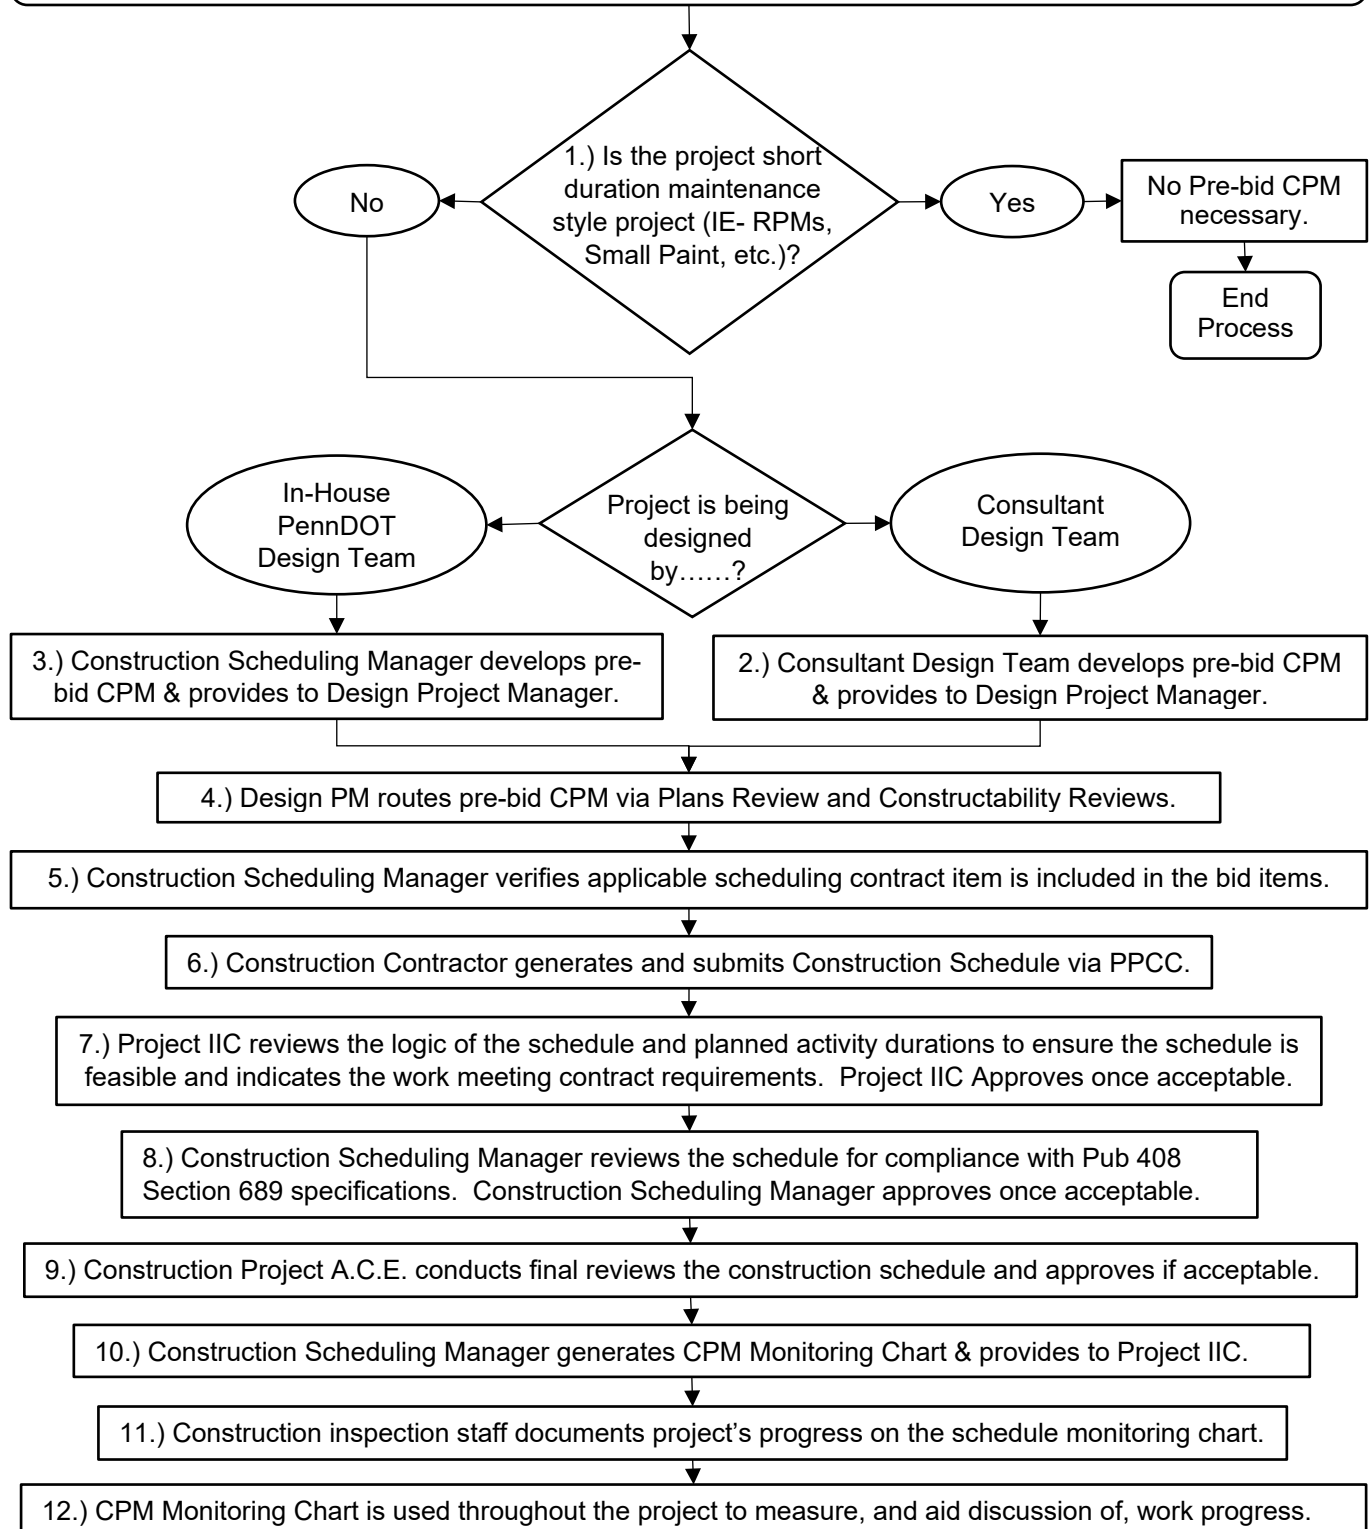 1.) Is the project short
duration maintenance
style project (IE- RPMs,
Small Paint, etc.)?
No
Yes
No Pre-bid CPM
necessary.
End
Process
In-House
PennDOT
Design Team
Project is being
designed
by……?
Consultant
Design Team
3.) Construction Scheduling Manager develops pre-
bid CPM & provides to Design Project Manager.
2.) Consultant Design Team develops pre-bid CPM
& provides to Design Project Manager.
4.) Design PM routes pre-bid CPM via Plans Review and Constructability Reviews.
5.) Construction Scheduling Manager verifies applicable scheduling contract item is included in the bid items.
6.) Construction Contractor generates and submits Construction Schedule via PPCC.
7.) Project IIC reviews the logic of the schedule and planned activity durations to ensure the schedule is
feasible and indicates the work meeting contract requirements.  Project IIC Approves once acceptable.
8.) Construction Scheduling Manager reviews the schedule for compliance with Pub 408
Section 689 specifications.  Construction Scheduling Manager approves once acceptable.
9.) Construction Project A.C.E. conducts final reviews the construction schedule and approves if acceptable.
10.) Construction Scheduling Manager generates CPM Monitoring Chart & provides to Project IIC.
11.) Construction inspection staff documents project’s progress on the schedule monitoring chart.
12.) CPM Monitoring Chart is used throughout the project to measure, and aid discussion of, work progress.